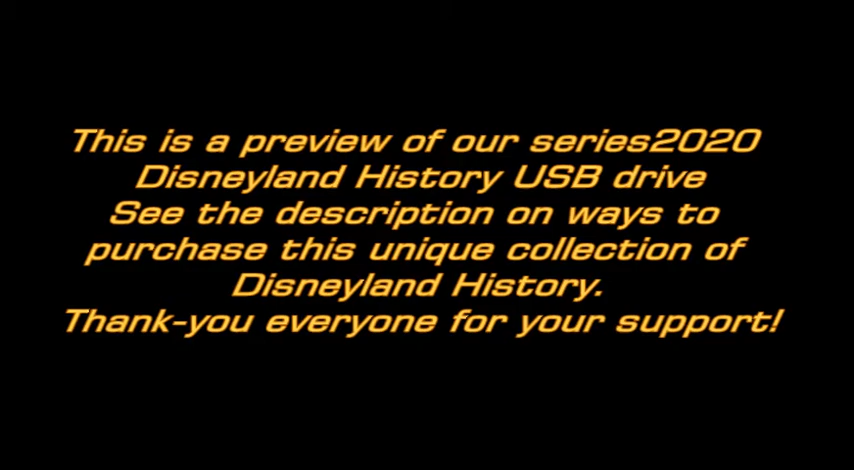 This is a preview of our series2020
Disneyland History USB drive
See the description on ways to
purchase this unique collection of
Disneyland History.
Thank-you everyone for your support!